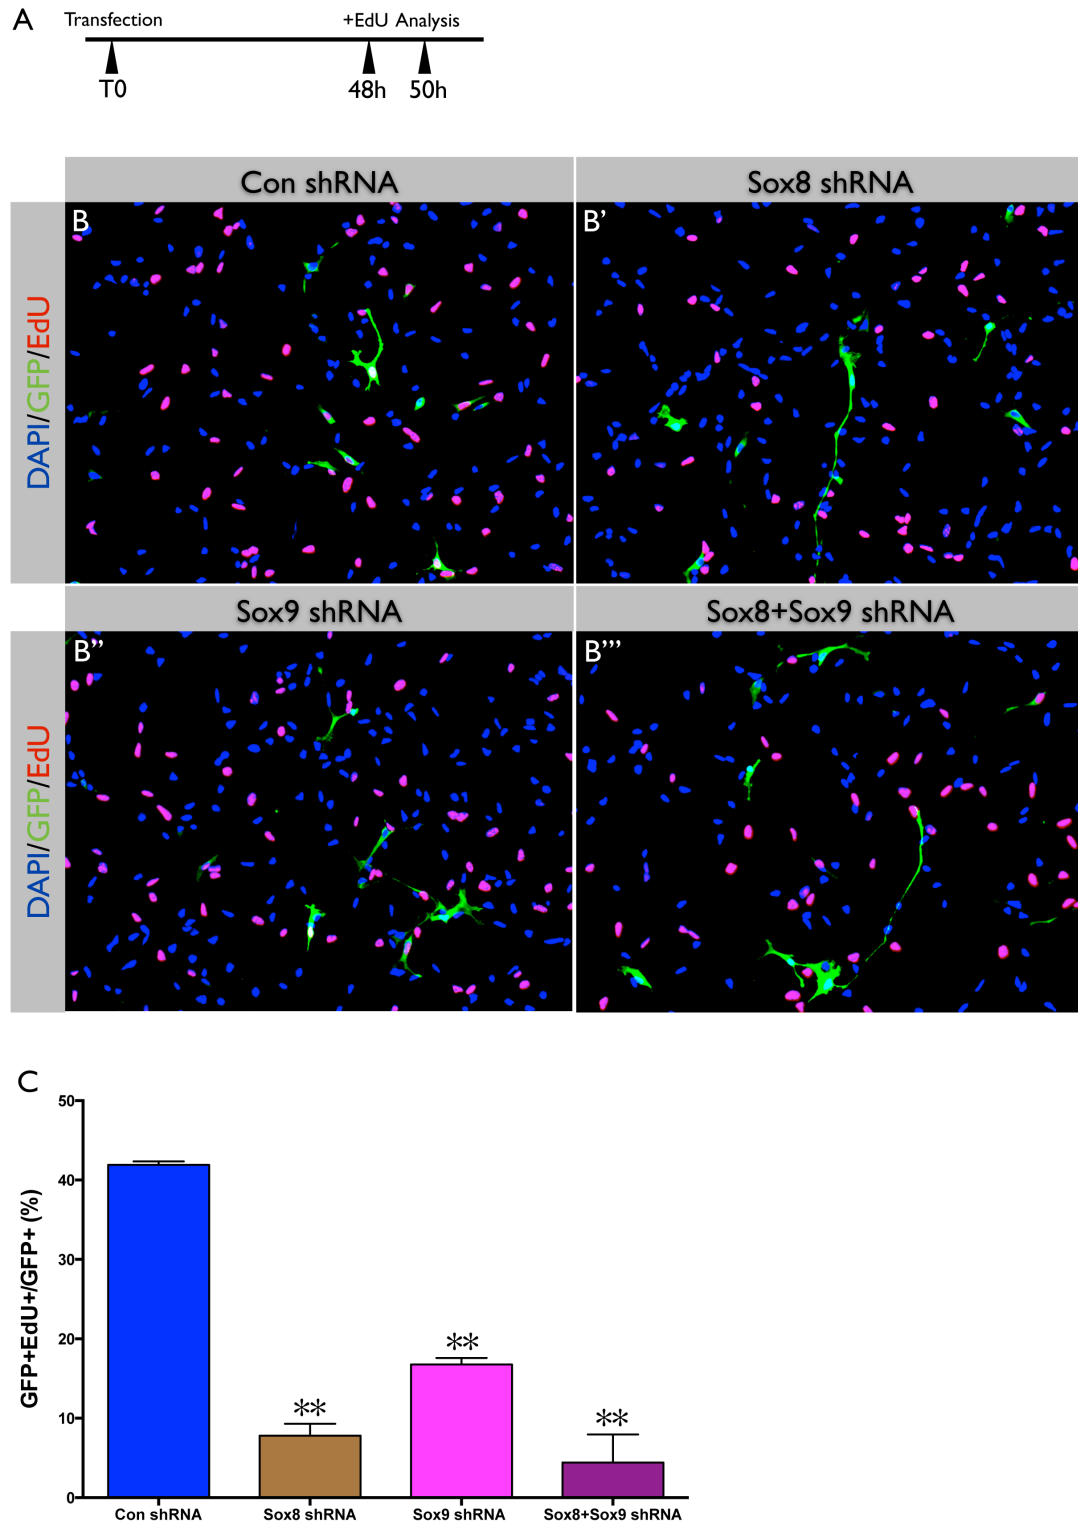 A
Transfection
+EdU Analysis
T0
48h
50h
Con shRNA
Sox8 shRNA
B
B’
DAPI/GFP/EdU
Sox9 shRNA
Sox8+Sox9 shRNA
B’’
B’’’
DAPI/GFP/EdU
C
50
40
30
20
10
0
GFP+EdU+/GFP+ (%)
**
**
**
Con shRNA
Sox8 shRNA
Sox9 shRNA
Sox8+Sox9 shRNA